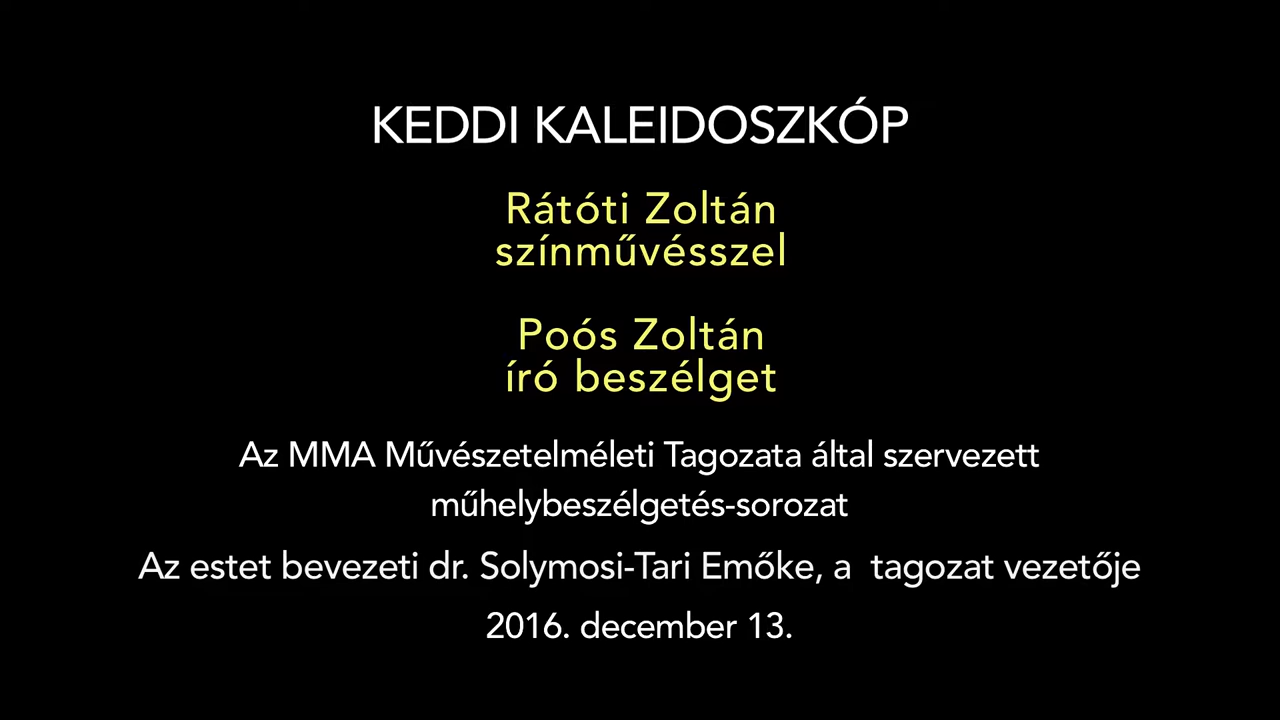 KEDDI KALEIDOSZKÓP
Rátóti Zoltán
színművésszel
Poós Zoltán
író beszélget
Az MMA Művészetelméleti Tagozata által szervezett
műhelybeszélgetés-sorozat
Az estet bevezeti dr. Solymosi-Tari Emőke, a tagozat vezetője
2016. december 13.